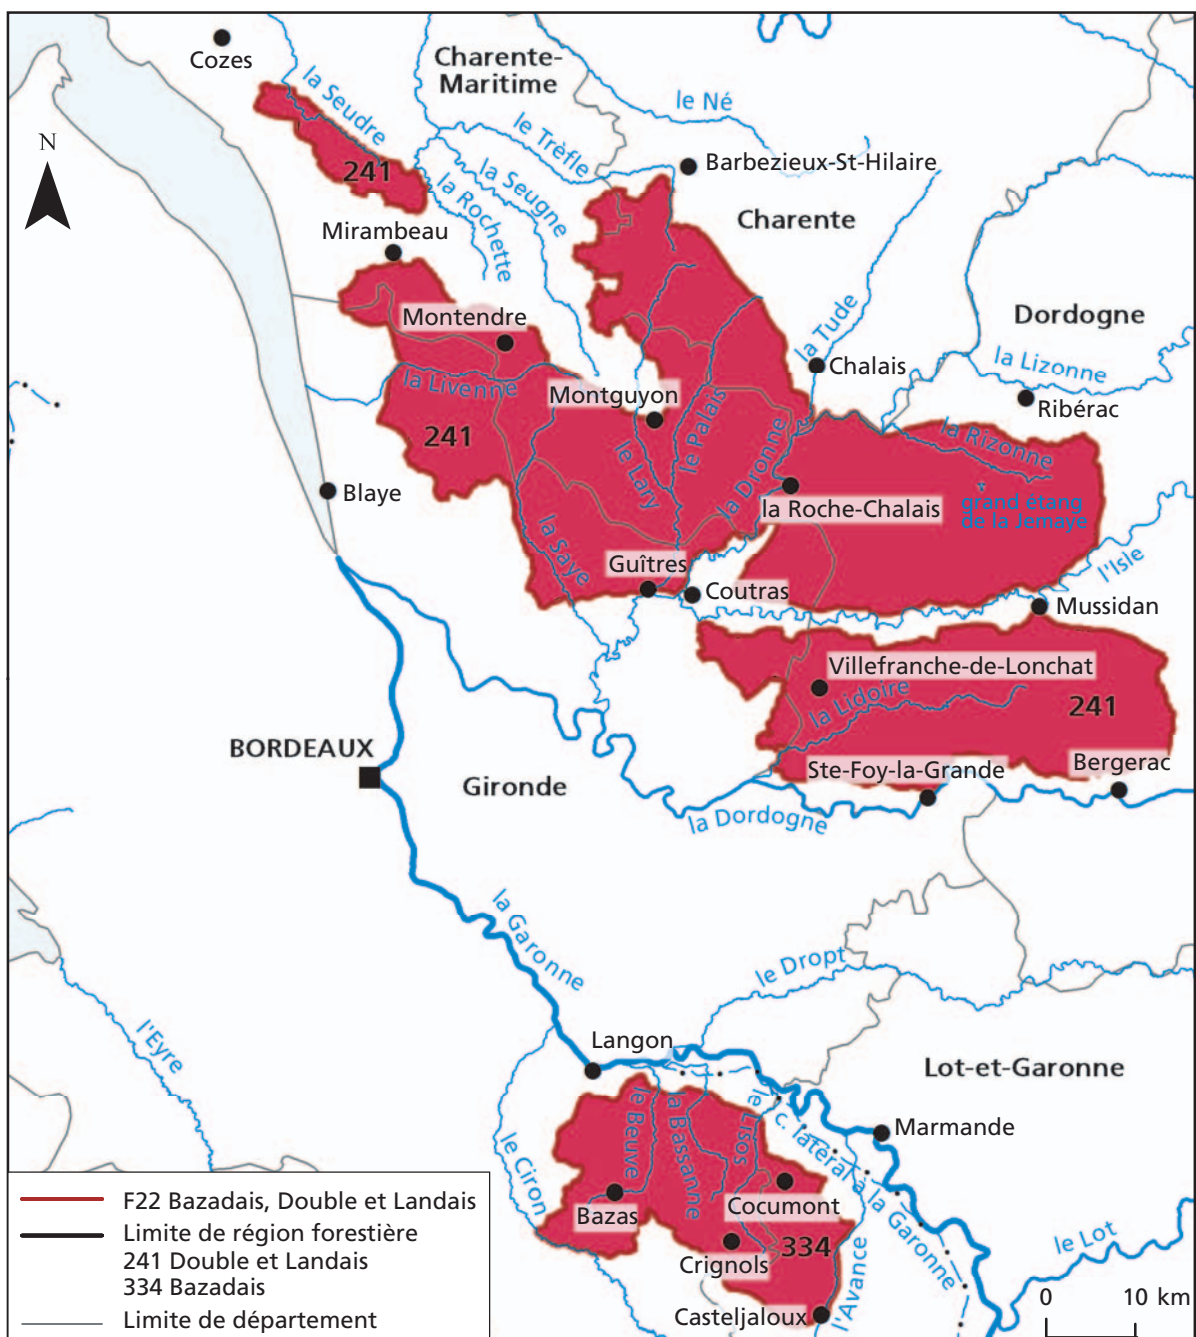 Cozes
Charente-
Maritime
la Seudre
le Né
N
241
le Trèfle
Barbezieux-St-Hilaire
la Seugne
la Rochette
Charente
Mirambeau
Dordogne
Montendre
la Tude
la Lizonne
Chalais
la Livenne
Montguyon
Ribérac
241
le Palais
la Rizonne
le Lary
la Dronne
Blaye
la Roche-Chalais
grand étang
de la Jemaye
la Saye
Guîtres
Coutras
l'Isle
Mussidan
Villefranche-de-Lonchat
la Lidoire
241
BORDEAUX
Ste-Foy-la-Grande
Bergerac
Gironde
la Dordogne
la Garonne
le Dropt
l'Eyre
Langon
Lot-et-Garonne
le Beuve
la Bassanne
le Lisos
Marmande
c. latéral à la Garonne
le Ciron
Bazas
Cocumont
Crignols
334
l'Avance
le Lot
Casteljaloux
F22 Bazadais, Double et Landais
Limite de région forestière
241 Double et Landais
334 Bazadais
Limite de département
0 10 km